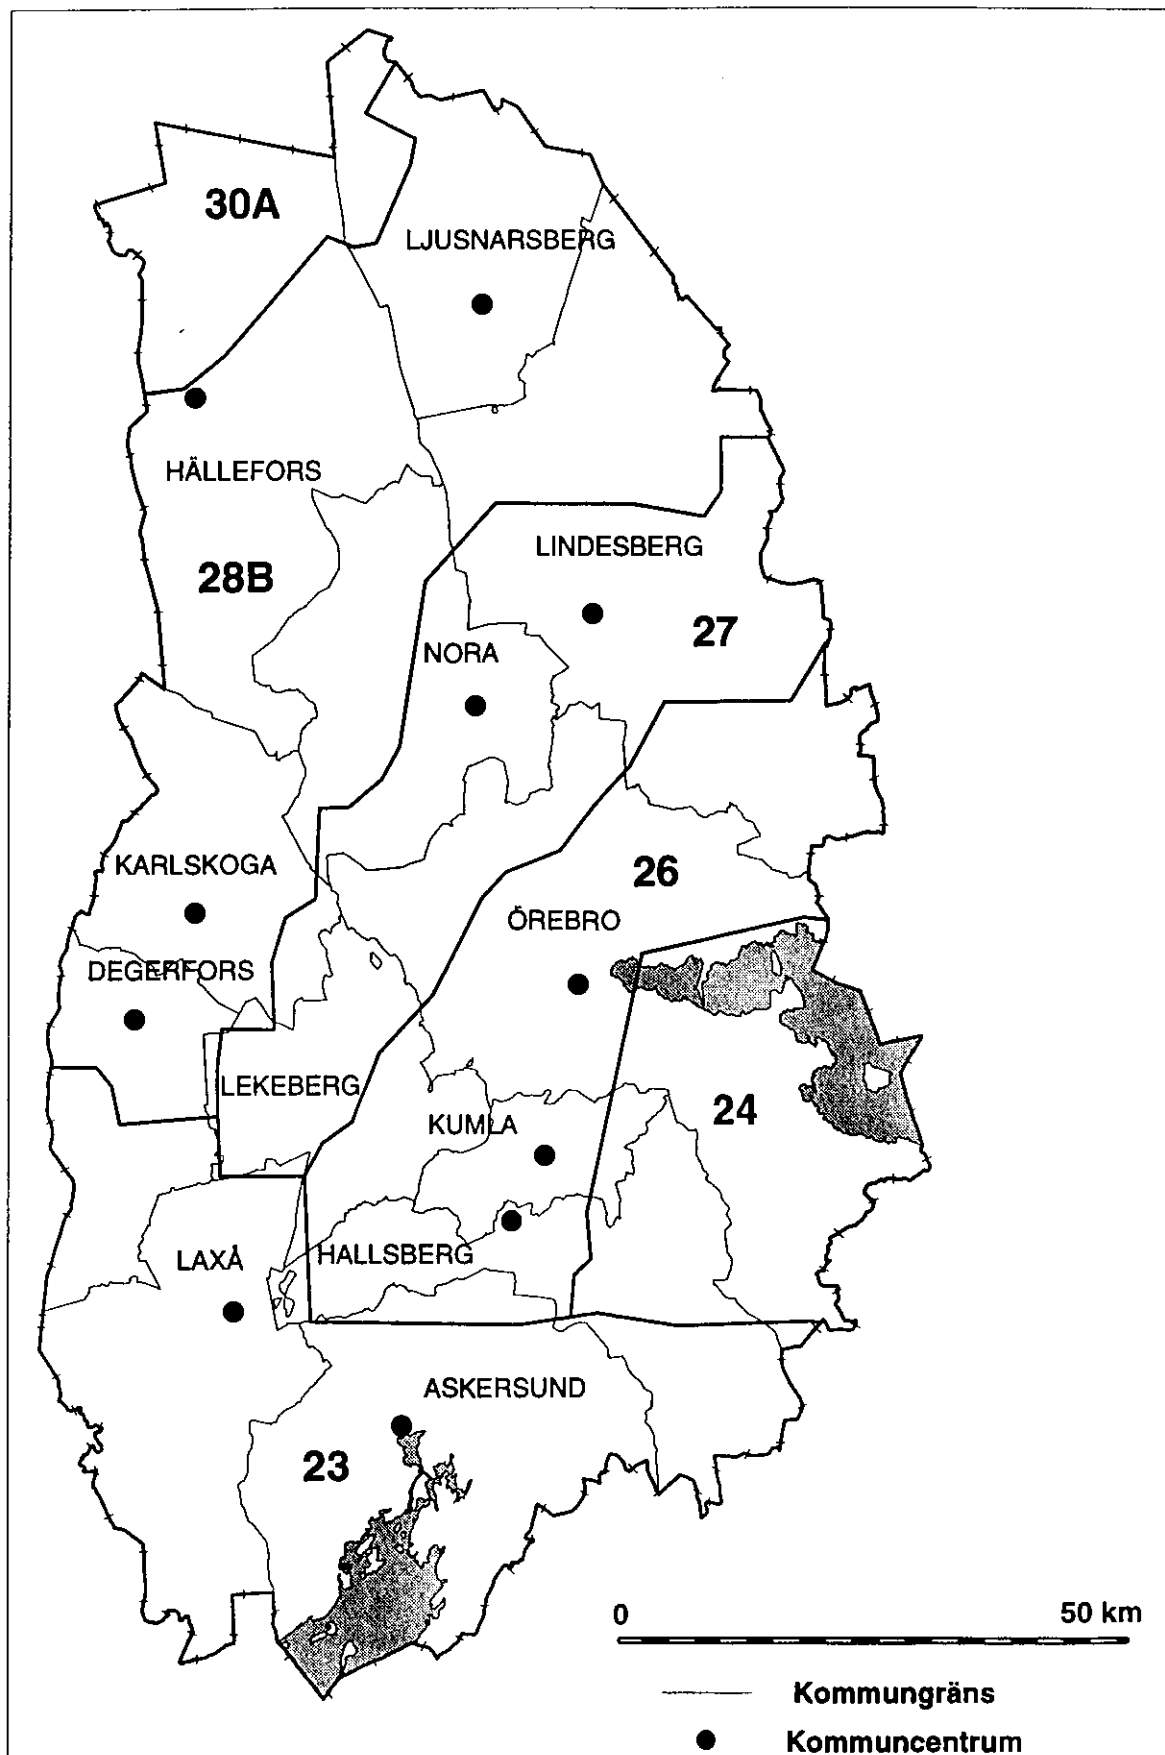 30A
LJUSNARSBERG
HÄLLEFORS
LINDESBERG
28B
27
NORA
KARLSKOGA
26
ÖREBRO
DEGERFORS
LEKEBERG
24
KUMLA
HALLSBERG
LAXÅ
ASKERSUND
23
0 50 km
Kommungräns
Kommuncentrum